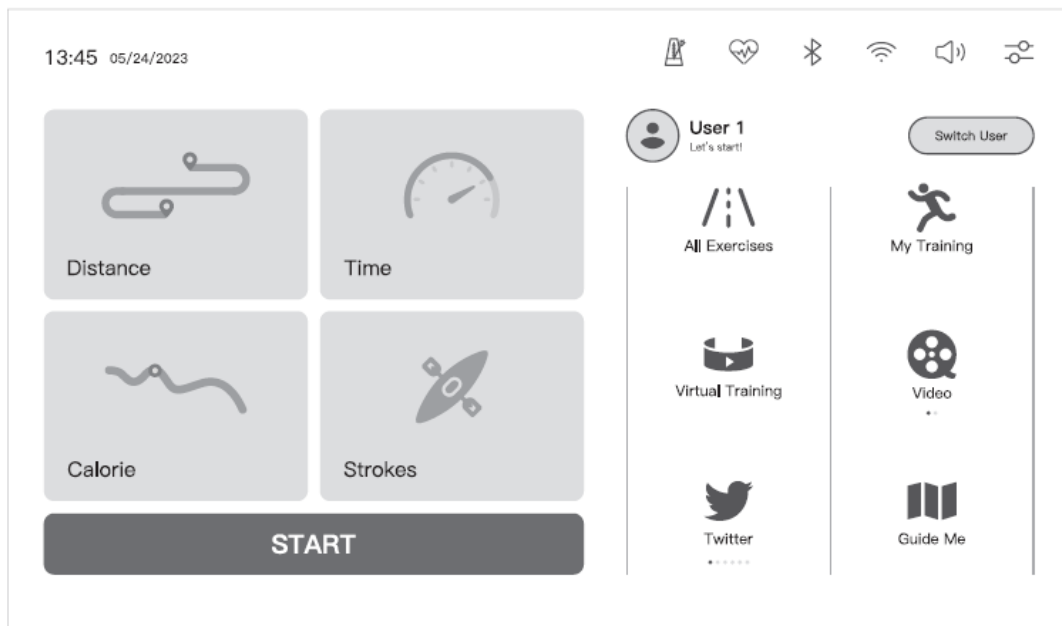 13:45 05/24/2023
Distance
Time
Calorie
Strokes
START
User 1
Let's start!
Switch User
All Exercises
My Training
Virtual Training
Video
Twitter
Guide Me